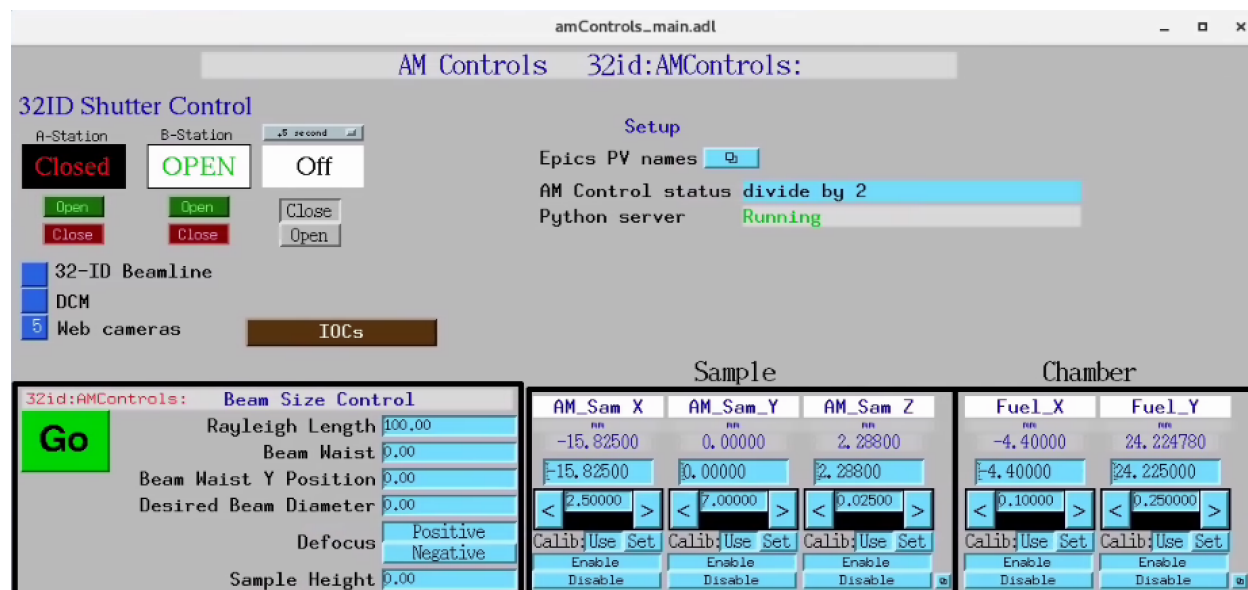 amControls_main.adl
AM Controls 32id:AMControls:
32ID Shutter Control
A-Station B-Station .5 second
Closed OPEN Off
Open Open Close
Close Close Open
32-ID Beamline
DCM
5 Web cameras IOCs
Setup
Epics PV names
AM Control status divide by 2
Python server Running
32id:AMControls: Beam Size Control
Go
Rayleigh Length 100.00
Beam Waist 0.00
Beam Waist Y Position 0.00
Desired Beam Diameter 0.00
Defocus Positive
Negative
Sample Height 0.00
Sample
AM_Sam X AM_Sam_Y AM_Sam Z
mm mm mm
-15.82500 0.00000 2.28800
-15.82500 0.00000 2.28800
< 2.50000 > < 7.00000 > < 0.02500 >
Calib: Use Set Calib: Use Set Calib: Use Set
Enable Enable Enable
Disable Disable Disable
Chamber
Fuel_X Fuel_Y
mm mm
-4.40000 24.224780
-4.40000 24.225000
< 0.10000 > < 0.250000 >
Calib: Use Set Calib: Use Set
Enable Enable
Disable Disable